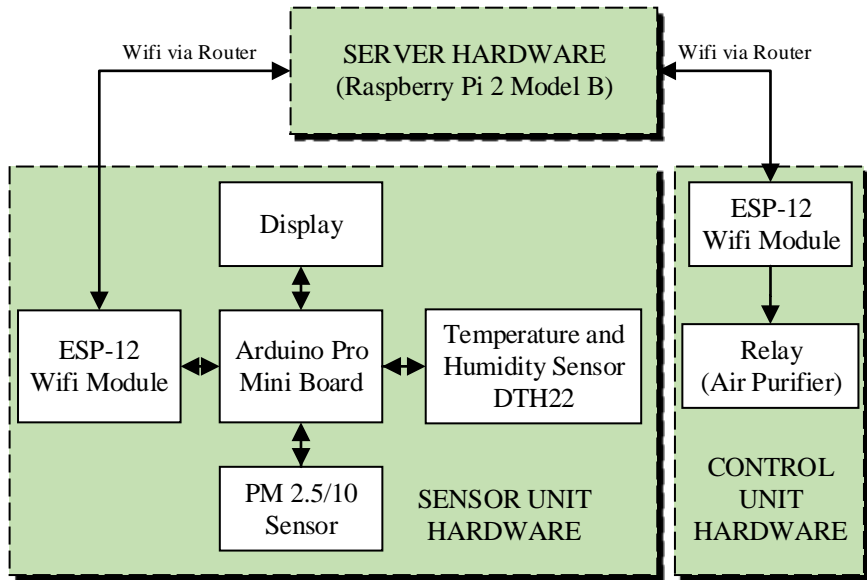 Wifi via Router
SERVER HARDWARE
(Raspberry Pi 2 Model B)
Wifi via Router
Display
ESP-12
Wifi Module
Arduino Pro
Mini Board
Temperature and
Humidity Sensor
DTH22
PM 2.5/10
Sensor
SENSOR UNIT
HARDWARE
ESP-12
Wifi Module
Relay
(Air Purifier)
CONTROL
UNIT
HARDWARE